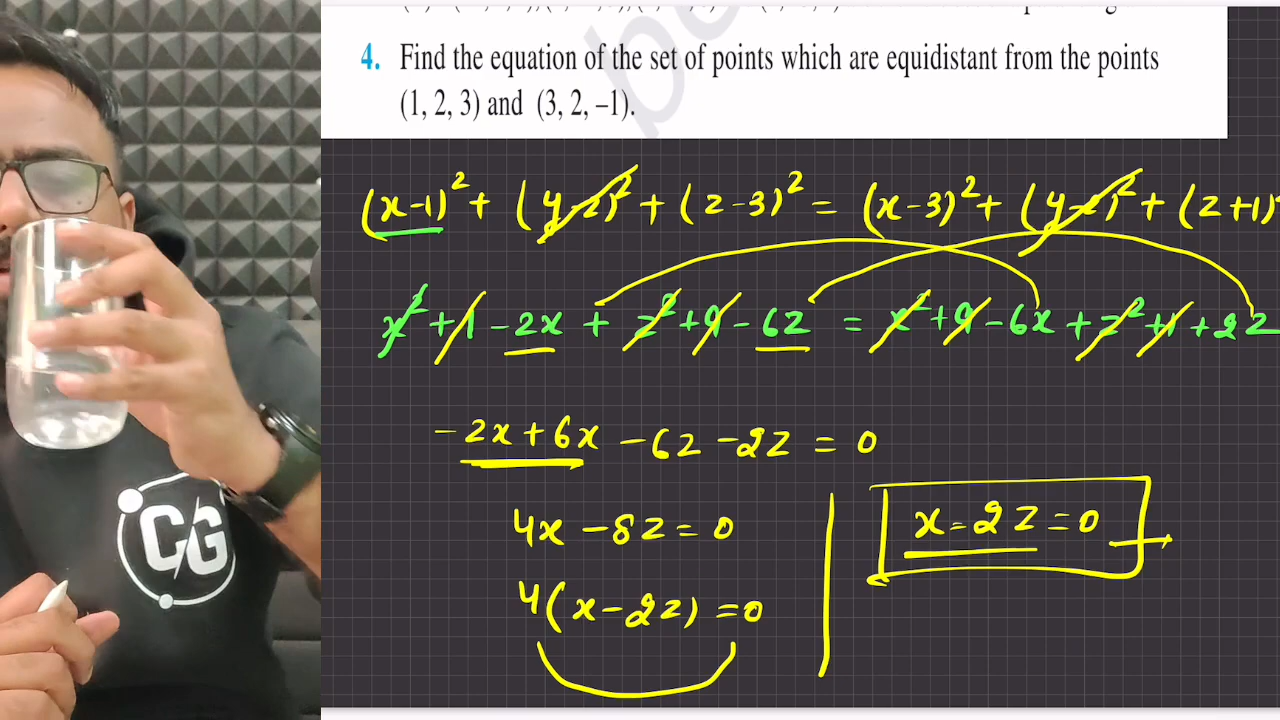 4. Find the equation of the set of points which are equidistant from the points
(1, 2, 3) and (3, 2, –1).
(x-1)² + (y-2)² + (z-3)² = (x-3)² + (y-2)² + (z+1)²
x² + 1 - 2x + z² + 9 - 6z = x² + 9 - 6x + z² + 1 + 2z
-2x + 6x - 6z - 2z = 0
4x - 8z = 0
4(x - 2z) = 0
x - 2z = 0
CG